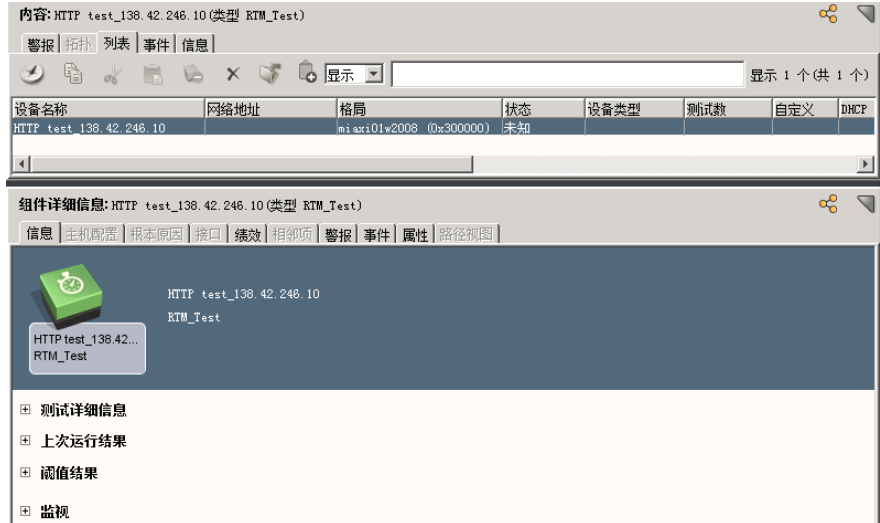 内容: HTTP test_138.42.246.10(类型 RTM_Test)
警报 拓扑 列表 事件 信息
显示 显示 1 个(共 1 个)
设备名称 网络地址 格局 状态 设备类型 测试数 自定义 DHCP
HTTP test_138.42.246.10 miaxi01w2008 (0x300000) 未知
组件详细信息: HTTP test_138.42.246.10(类型 RTM_Test)
信息 主机配置 根本原因 接口 绩效 相邻项 警报 事件 属性 路径视图
HTTP test_138.42.246.10
RTM_Test
HTTP test_138.42...
RTM_Test
测试详细信息
上次运行结果
阈值结果
监视